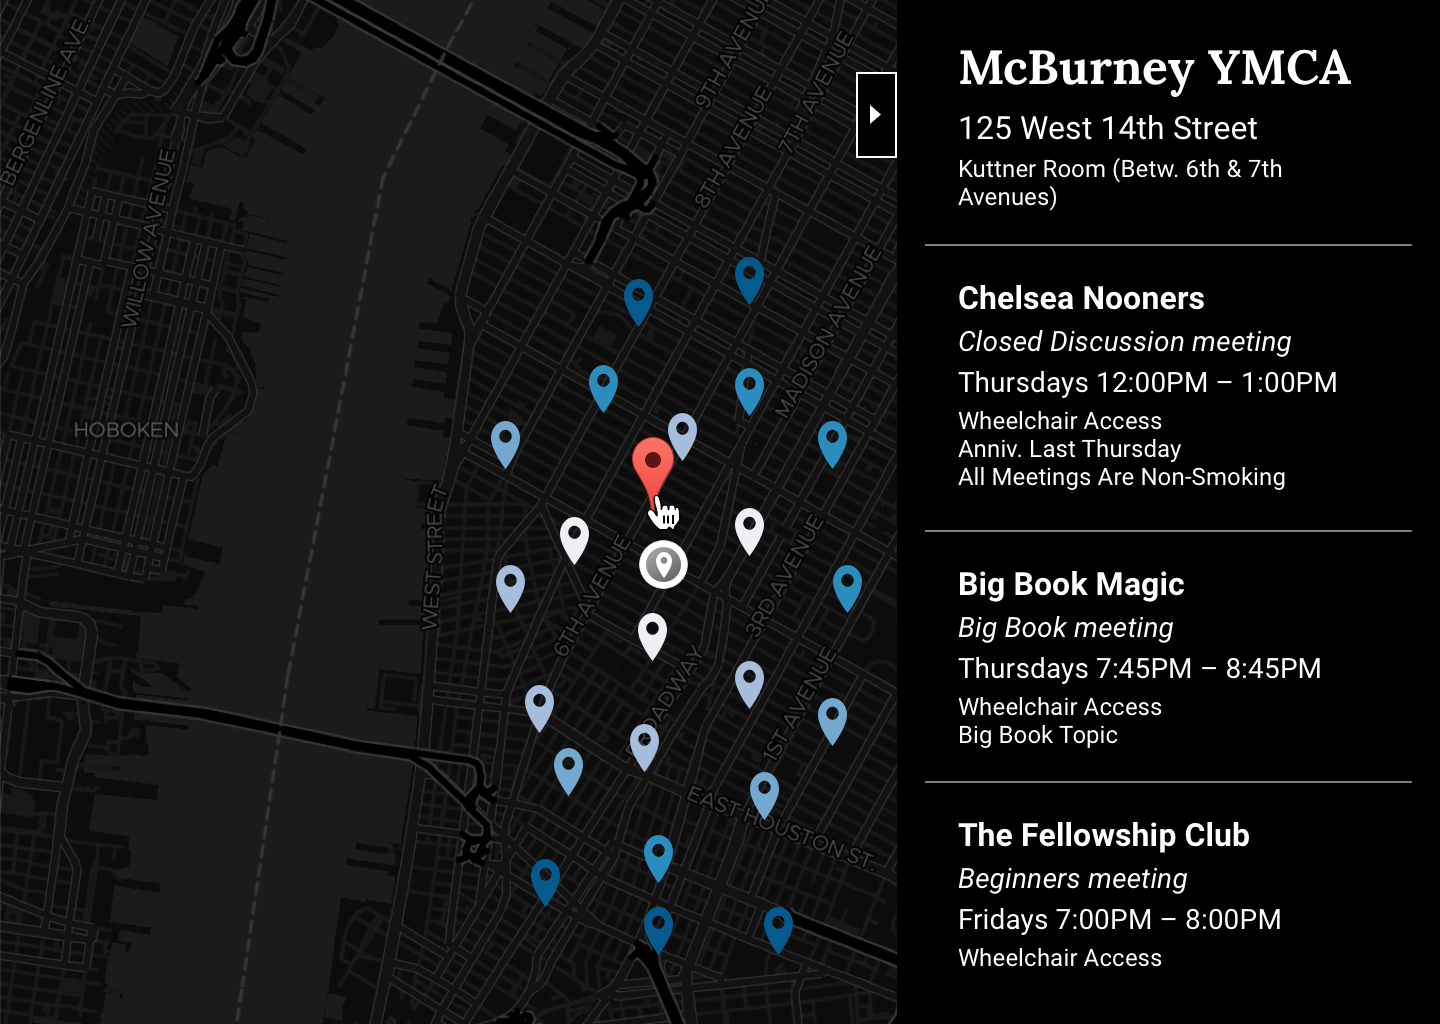 BERGENLINE AVE.
WILLOW AVENUE
HOBOKEN
9TH AVENUE
7TH AVENUE
8TH AVENUE
MADISON AVENUE
WEST STREET
6TH AVENUE
3RD AVENUE
1ST AVENUE
EAST HOUSTON ST.
McBurney YMCA
125 West 14th Street
Kuttner Room (Betw. 6th & 7th
Avenues)
Chelsea Nooners
Closed Discussion meeting
Thursdays 12:00PM – 1:00PM
Wheelchair Access
Anniv. Last Thursday
All Meetings Are Non-Smoking
Big Book Magic
Big Book meeting
Thursdays 7:45PM – 8:45PM
Wheelchair Access
Big Book Topic
The Fellowship Club
Beginners meeting
Fridays 7:00PM – 8:00PM
Wheelchair Access